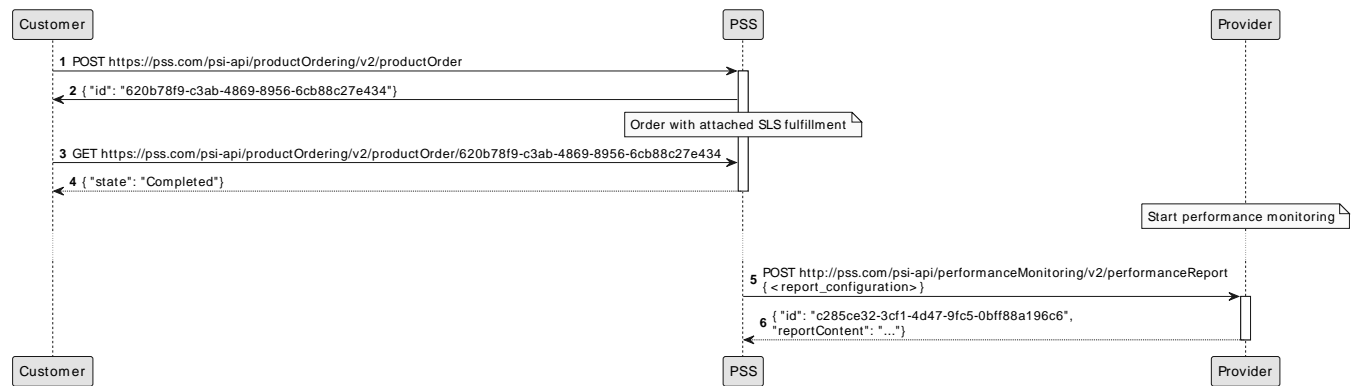 Customer PSS Provider
1 POST https://pss.com/psi-api/productOrdering/v2/productOrder
2 { "id": "620b78f9-c3ab-4869-8956-6cb88c27e434"}
Order with attached SLS fulfillment
3 GET https://pss.com/psi-api/productOrdering/v2/productOrder/620b78f9-c3ab-4869-8956-6cb88c27e434
4 { "state": "Completed"}
Start performance monitoring
5 POST http://pss.com/psi-api/performanceMonitoring/v2/performanceReport
{ <report_configuration> }
6 { "id": "c285ce32-3cf1-4d47-9fc5-0bff88a196c6",
"reportContent": "..."}
Customer PSS Provider